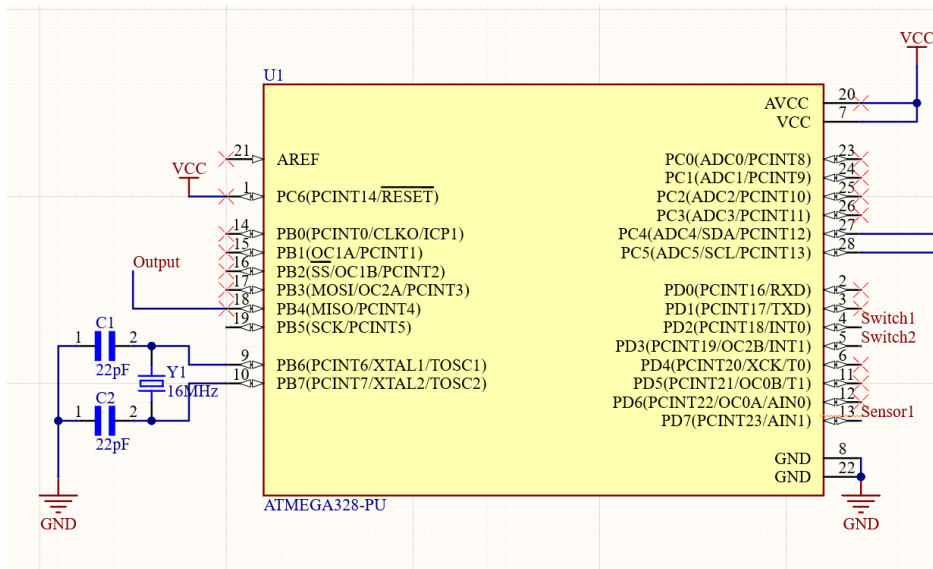 VCC
U1
20
AVCC
7
VCC
21
AREF
23
PC0(ADC0/PCINT8)
VCC
24
PC1(ADC1/PCINT9)
1
PC6(PCINT14/RESET)
25
PC2(ADC2/PCINT10)
26
PC3(ADC3/PCINT11)
14
PB0(PCINT0/CLKO/ICP1)
27
PC4(ADC4/SDA/PCINT12)
15
PB1(OC1A/PCINT1)
28
PC5(ADC5/SCL/PCINT13)
Output
16
PB2(SS/OC1B/PCINT2)
17
PB3(MOSI/OC2A/PCINT3)
2
PD0(PCINT16/RXD)
18
PB4(MISO/PCINT4)
3
PD1(PCINT17/TXD)
Switch1
19
PB5(SCK/PCINT5)
4
PD2(PCINT18/INT0)
Switch2
C1
5
PD3(PCINT19/OC2B/INT1)
1 2
9
PB6(PCINT6/XTAL1/TOSC1)
6
PD4(PCINT20/XCK/T0)
22pF
Y1
10
PB7(PCINT7/XTAL2/TOSC2)
11
PD5(PCINT21/OC0B/T1)
16MHz
C2
12
PD6(PCINT22/OC0A/AIN0)
1 2
13
Sensor1
PD7(PCINT23/AIN1)
22pF
8
GND
22
GND
ATMEGA328-PU
GND
GND